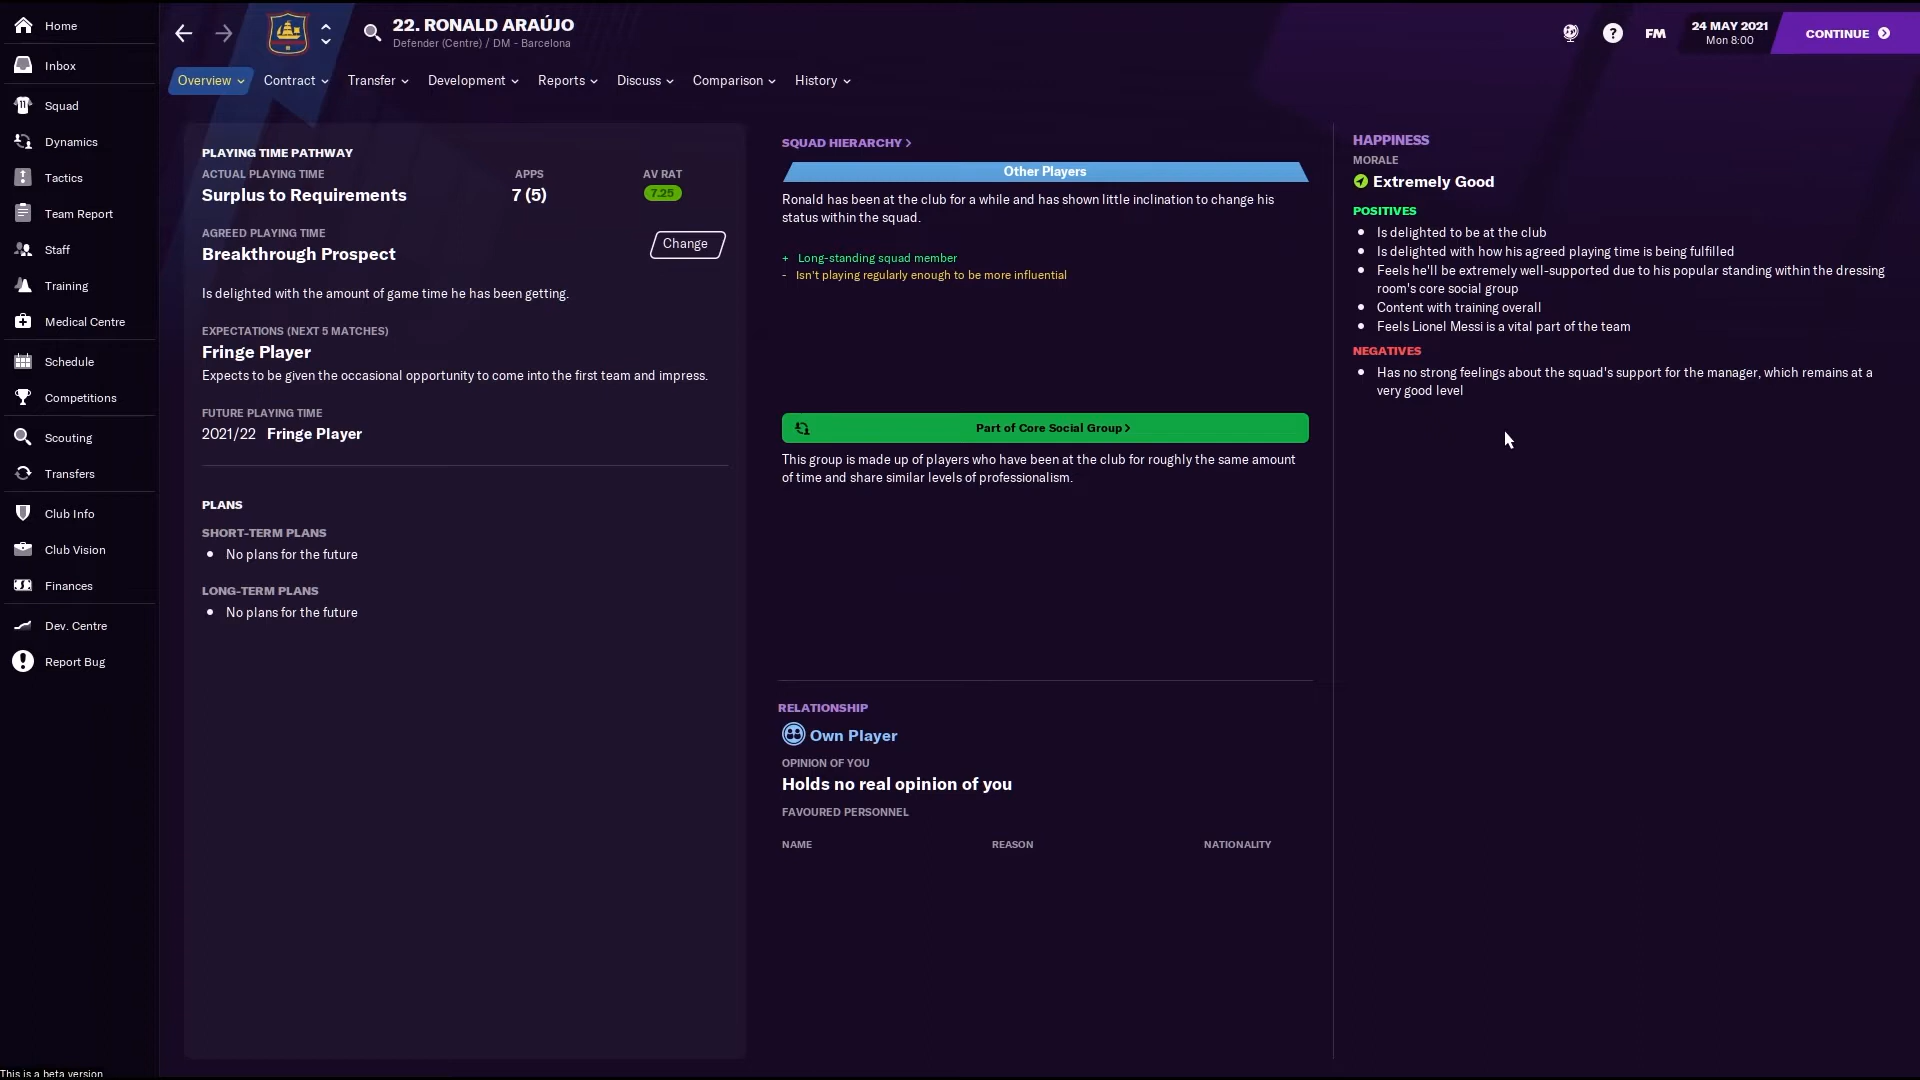 Home
Inbox
Squad
Dynamics
Tactics
Team Report
Staff
Training
Medical Centre
Schedule
Competitions
Scouting
Transfers
Club Info
Club Vision
Finances
Dev. Centre
Report Bug
This is a beta version
22. RONALD ARAÚJO
Defender (Centre) / DM - Barcelona
FM
24 MAY 2021
Mon 8:00
CONTINUE
Overview Contract Transfer Development Reports Discuss Comparison History
PLAYING TIME PATHWAY
ACTUAL PLAYING TIME APPS AV RAT
Surplus to Requirements 7 (5) 7.25
AGREED PLAYING TIME
Breakthrough Prospect
Change
Is delighted with the amount of game time he has been getting.
EXPECTATIONS (NEXT 5 MATCHES)
Fringe Player
Expects to be given the occasional opportunity to come into the first team and impress.
FUTURE PLAYING TIME
2021/22 Fringe Player
PLANS
SHORT-TERM PLANS
No plans for the future
LONG-TERM PLANS
No plans for the future
SQUAD HIERARCHY >
Other Players
Ronald has been at the club for a while and has shown little inclination to change his
status within the squad.
+ Long-standing squad member
- Isn't playing regularly enough to be more influential
Part of Core Social Group >
This group is made up of players who have been at the club for roughly the same amount
of time and share similar levels of professionalism.
RELATIONSHIP
Own Player
OPINION OF YOU
Holds no real opinion of you
FAVOURED PERSONNEL
NAME REASON NATIONALITY
HAPPINESS
MORALE
Extremely Good
POSITIVES
Is delighted to be at the club
Is delighted with how his agreed playing time is being fulfilled
Feels he'll be extremely well-supported due to his popular standing within the dressing
room's core social group
Content with training overall
Feels Lionel Messi is a vital part of the team
NEGATIVES
Has no strong feelings about the squad's support for the manager, which remains at a
very good level